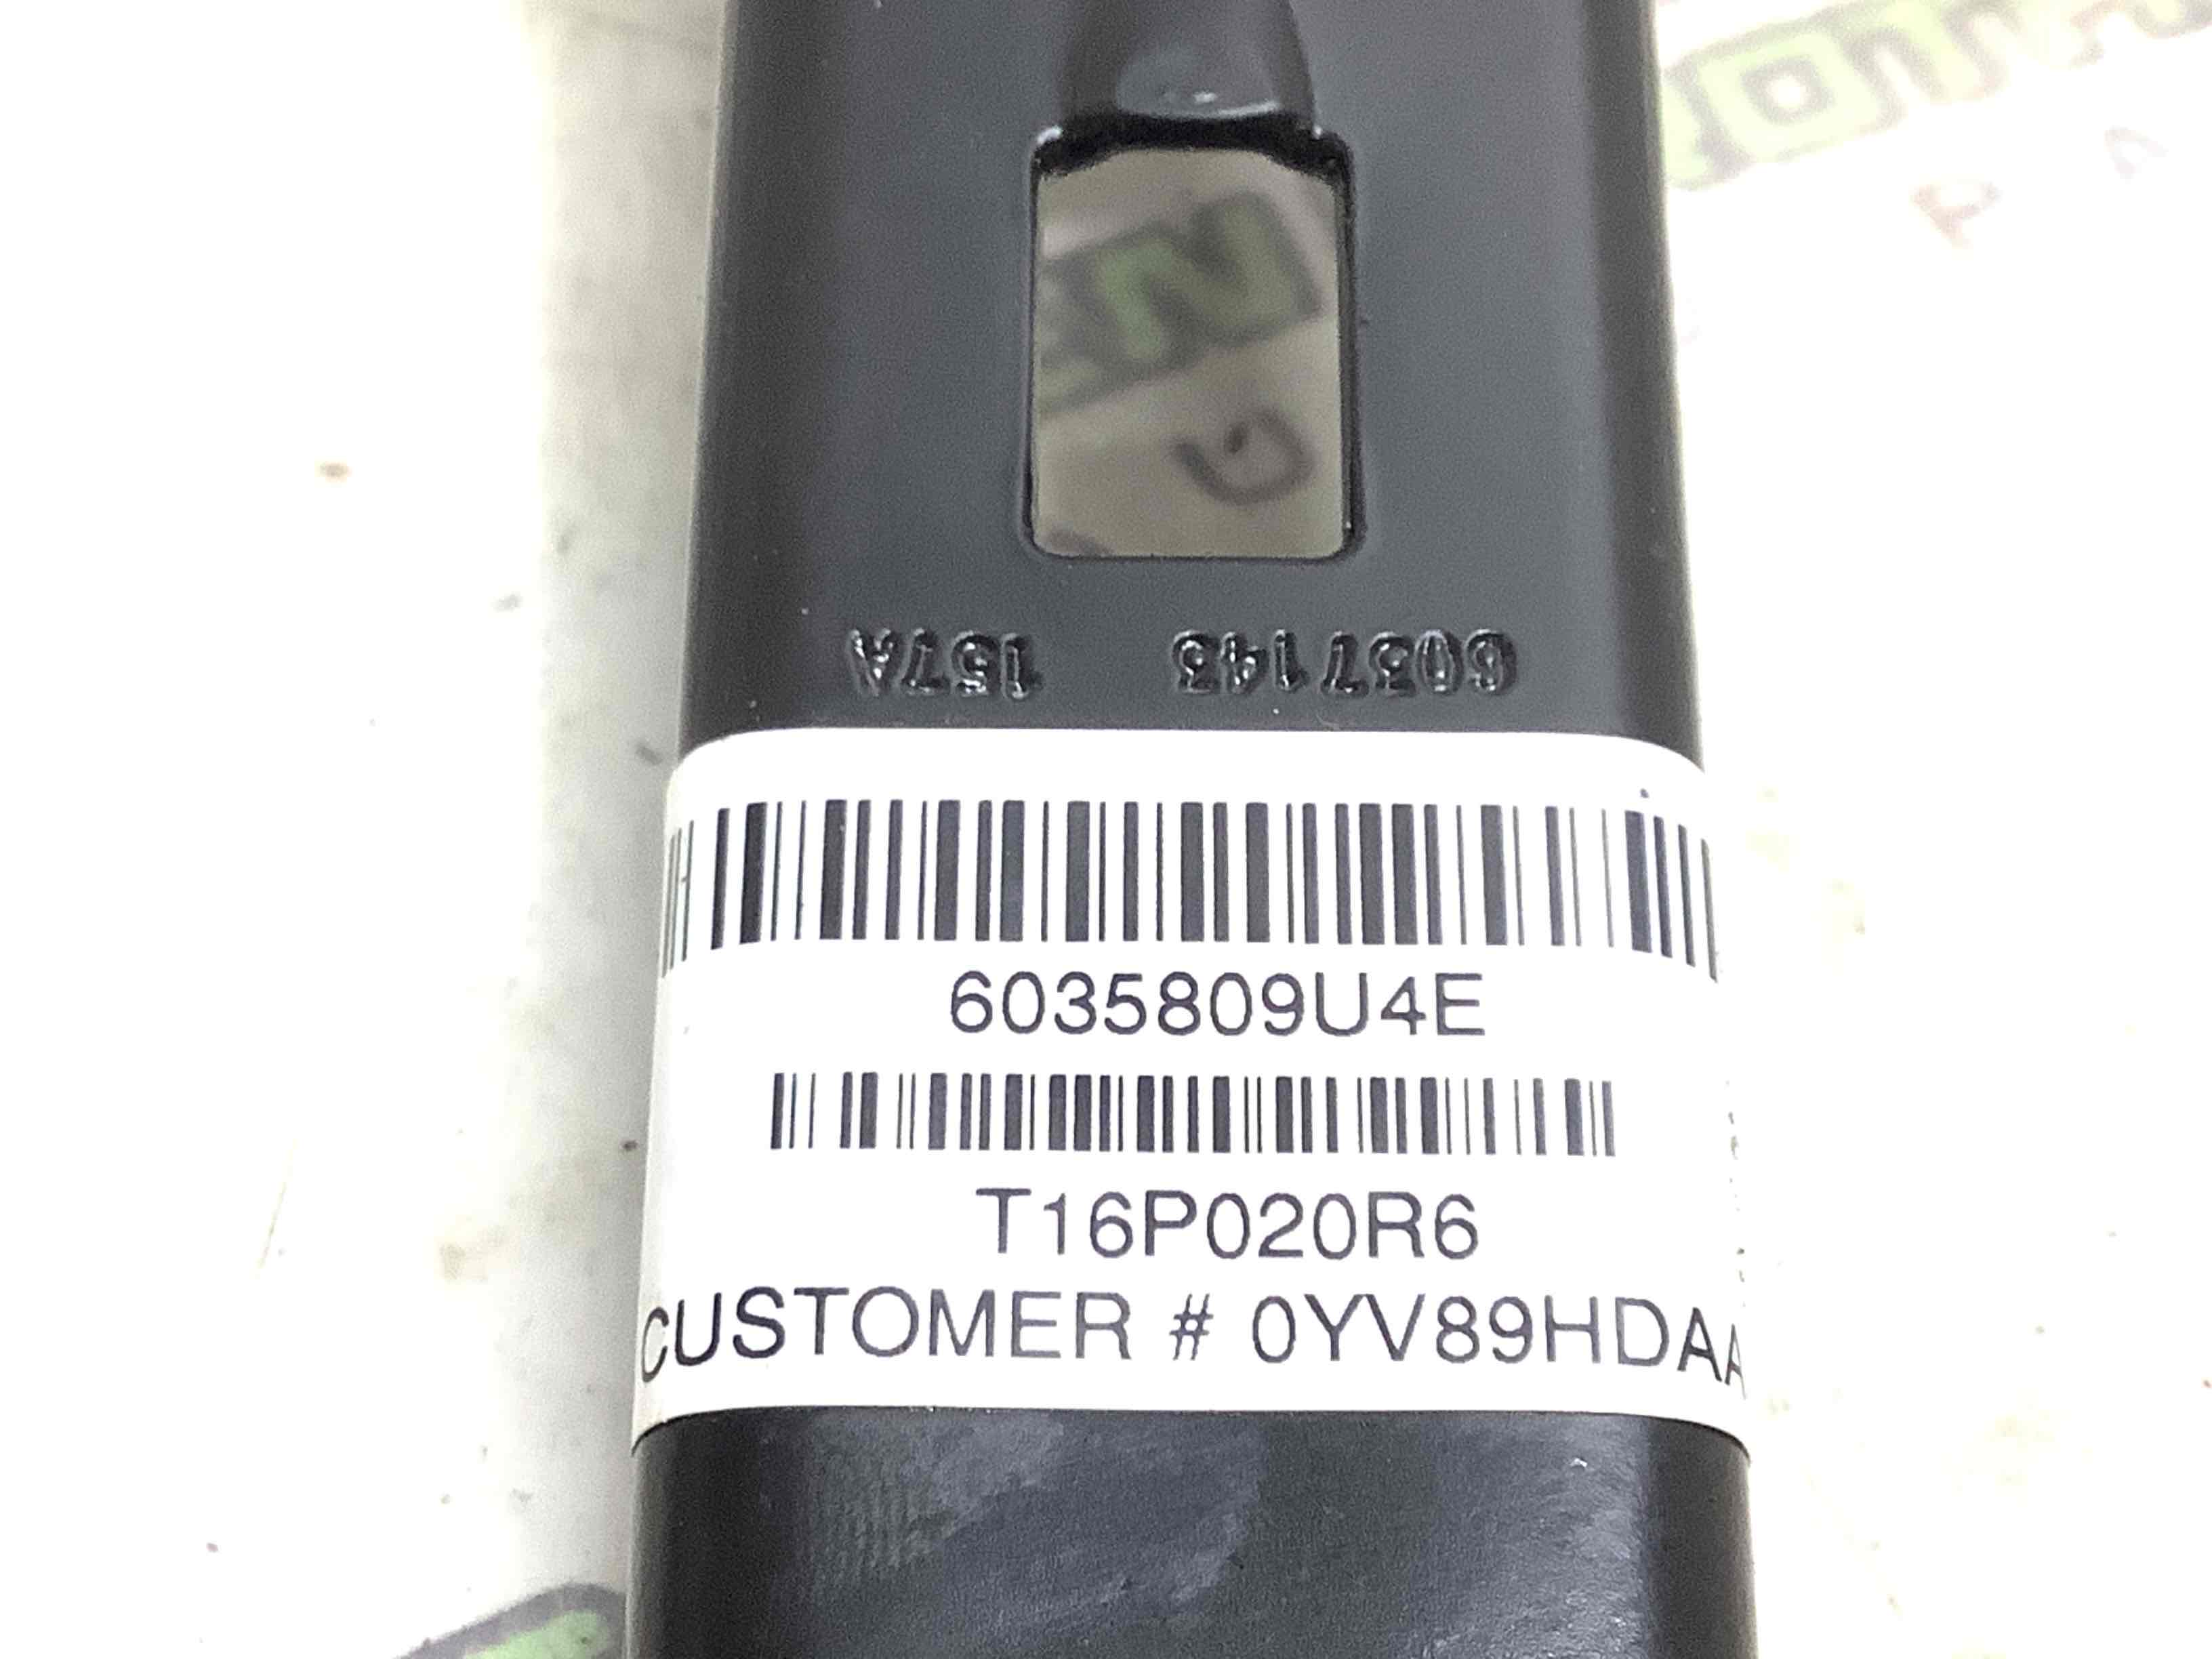 6037143 157A
6035809U4E
T16P020R6
CUSTOMER # 0YV89HDAA